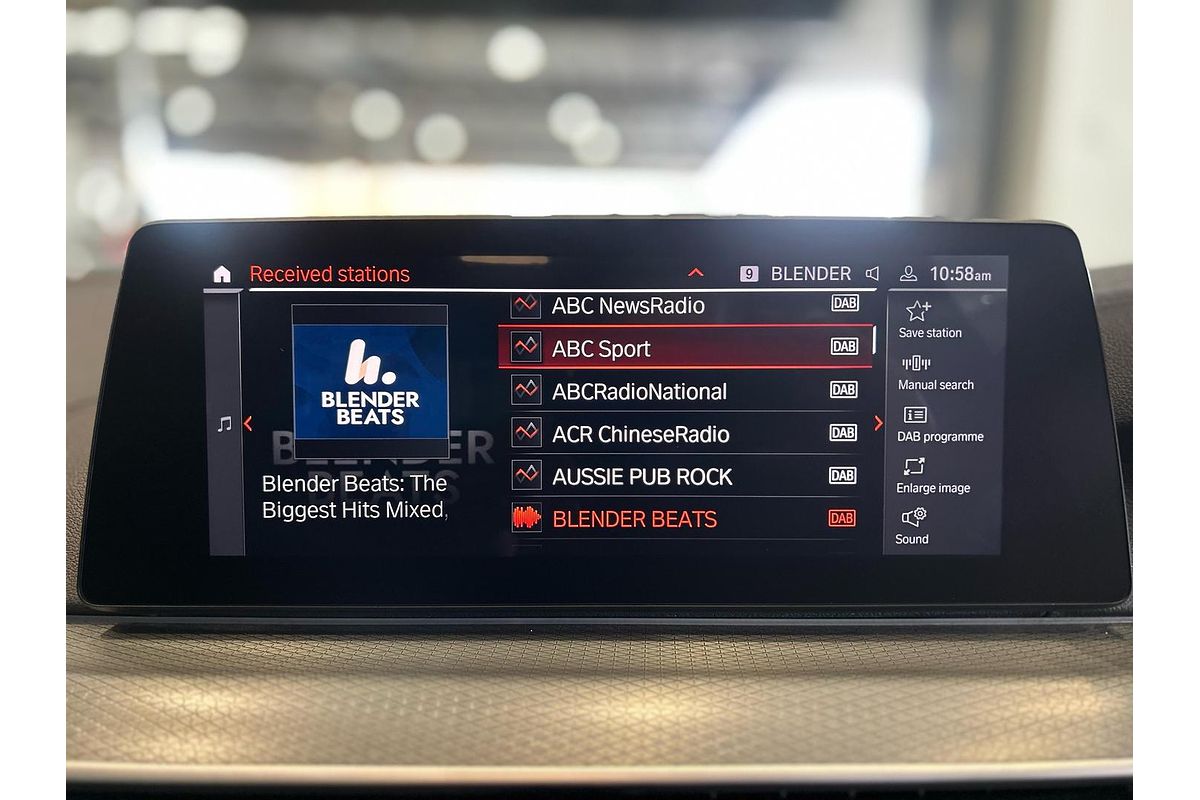 Received stations
9 BLENDER
10:58am
BLENDER
BEATS
BLENDER
BEATS
Blender Beats: The
Biggest Hits Mixed,
ABC NewsRadio DAB
ABC Sport DAB
ABCRadioNational DAB
ACR ChineseRadio DAB
AUSSIE PUB ROCK DAB
BLENDER BEATS DAB
Save station
Manual search
DAB programme
Enlarge image
Sound